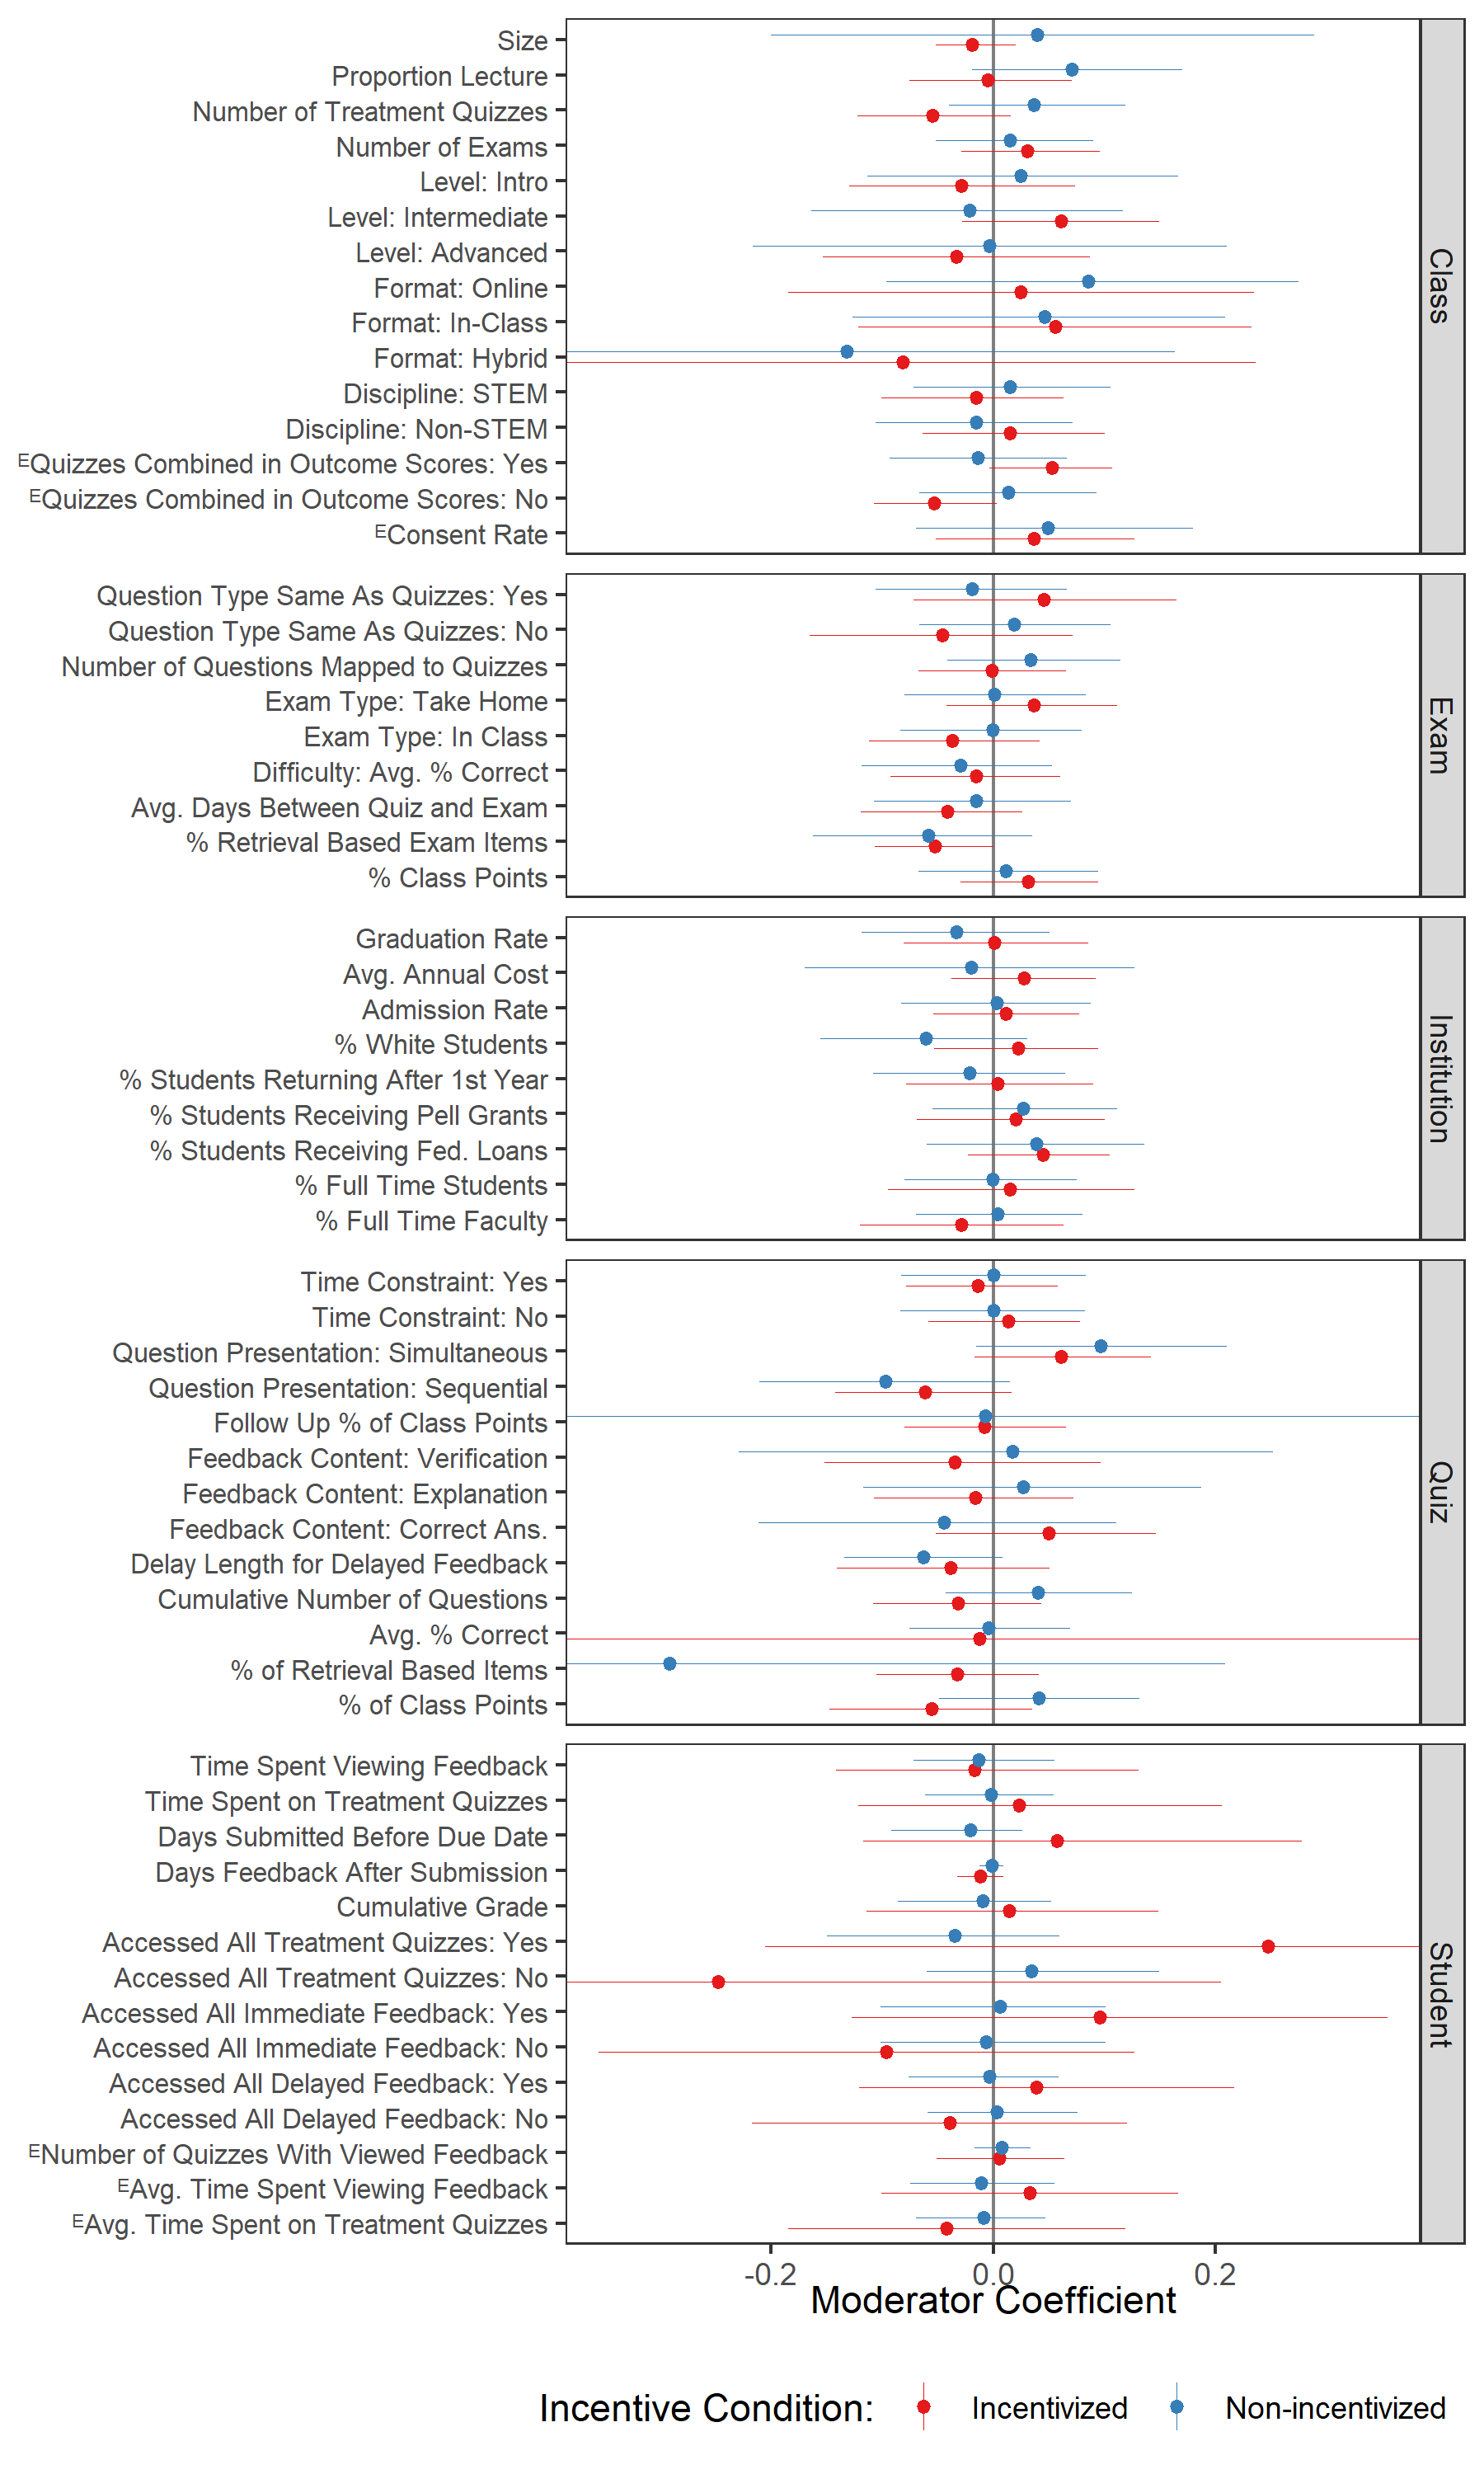 Size
Proportion Lecture
Number of Treatment Quizzes
Number of Exams
Level: Intro
Level: Intermediate
Level: Advanced
Format: Online
Format: In-Class
Format: Hybrid
Discipline: STEM
Discipline: Non-STEM
ᴱQuizzes Combined in Outcome Scores: Yes
ᴱQuizzes Combined in Outcome Scores: No
ᴱConsent Rate
Class
Question Type Same As Quizzes: Yes
Question Type Same As Quizzes: No
Number of Questions Mapped to Quizzes
Exam Type: Take Home
Exam Type: In Class
Difficulty: Avg. % Correct
Avg. Days Between Quiz and Exam
% Retrieval Based Exam Items
% Class Points
Exam
Graduation Rate
Avg. Annual Cost
Admission Rate
% White Students
% Students Returning After 1st Year
% Students Receiving Pell Grants
% Students Receiving Fed. Loans
% Full Time Students
% Full Time Faculty
Institution
Time Constraint: Yes
Time Constraint: No
Question Presentation: Simultaneous
Question Presentation: Sequential
Follow Up % of Class Points
Feedback Content: Verification
Feedback Content: Explanation
Feedback Content: Correct Ans.
Delay Length for Delayed Feedback
Cumulative Number of Questions
Avg. % Correct
% of Retrieval Based Items
% of Class Points
Quiz
Time Spent Viewing Feedback
Time Spent on Treatment Quizzes
Days Submitted Before Due Date
Days Feedback After Submission
Cumulative Grade
Accessed All Treatment Quizzes: Yes
Accessed All Treatment Quizzes: No
Accessed All Immediate Feedback: Yes
Accessed All Immediate Feedback: No
Accessed All Delayed Feedback: Yes
Accessed All Delayed Feedback: No
ᴱNumber of Quizzes With Viewed Feedback
ᴱAvg. Time Spent Viewing Feedback
ᴱAvg. Time Spent on Treatment Quizzes
Student
-0.2 0.0 0.2
Moderator Coefficient
Incentive Condition: Incentivized Non-incentivized